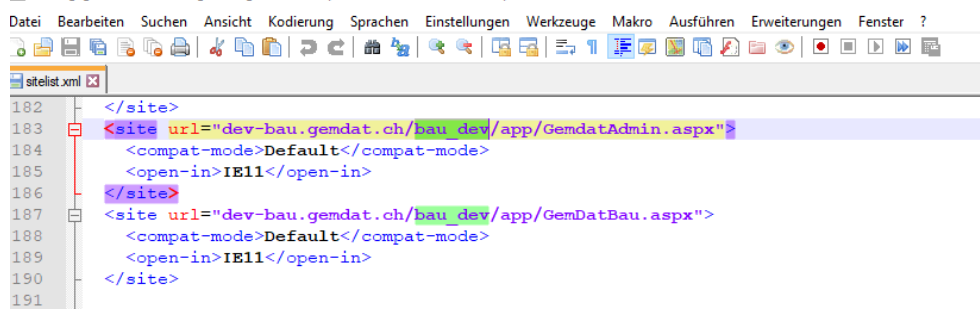 Datei Bearbeiten Suchen Ansicht Kodierung Sprachen Einstellungen Werkzeuge Makro Ausführen Erweiterungen Fenster ?
sitelist.xml
182 </site>
183 <site url="dev-bau.gemdat.ch/bau_dev/app/GemdatAdmin.aspx">
184 <compat-mode>Default</compat-mode>
185 <open-in>IE11</open-in>
186 </site>
187 <site url="dev-bau.gemdat.ch/bau_dev/app/GemDatBau.aspx">
188 <compat-mode>Default</compat-mode>
189 <open-in>IE11</open-in>
190 </site>
191